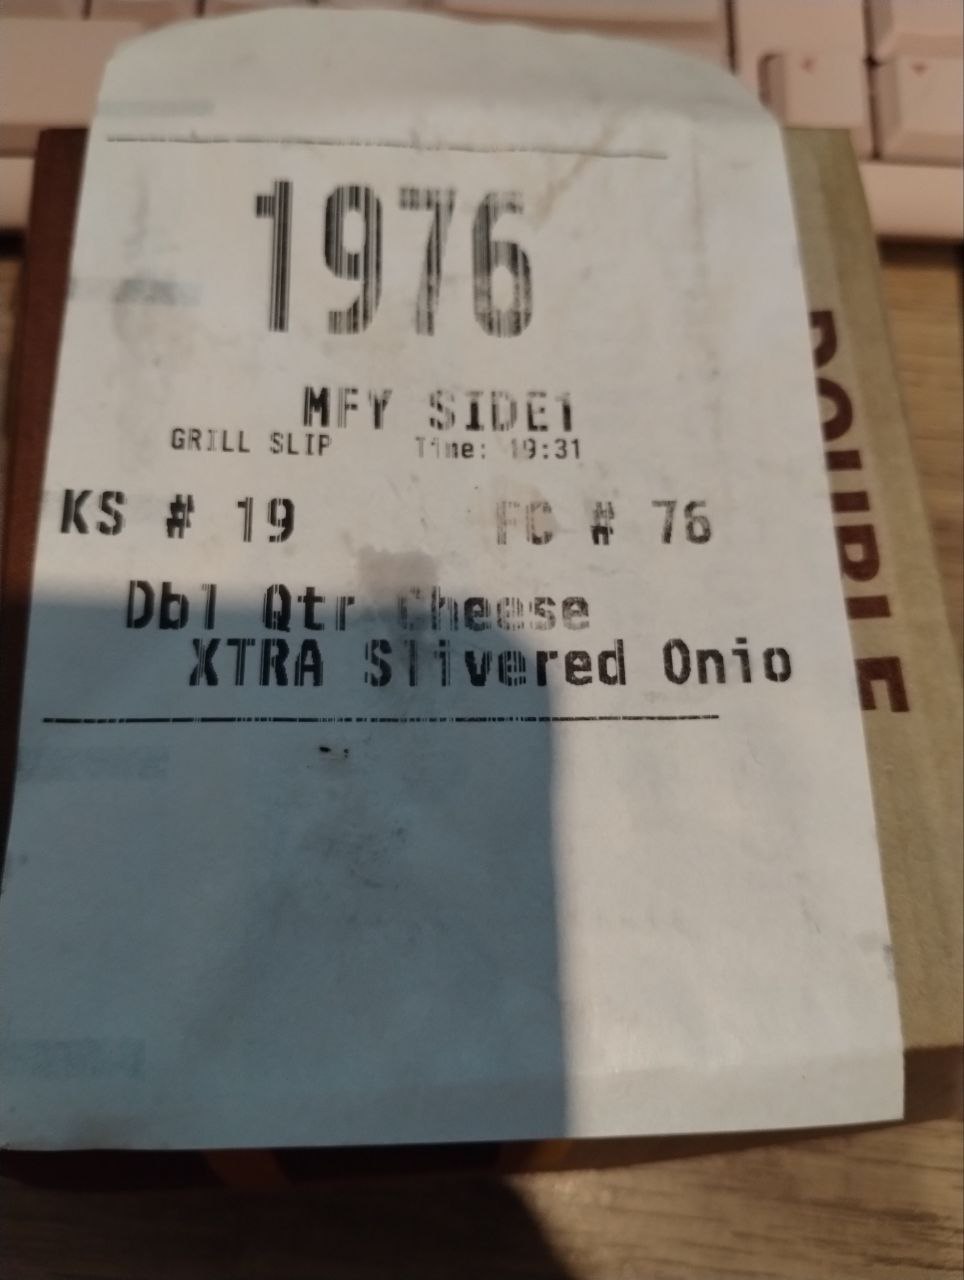 1976
MFY SIDE1
GRILL SLIP Time: 19:31
KS # 19 FC # 76
Dbl Qtr Cheese
XTRA Slivered Onio
DOUBLE